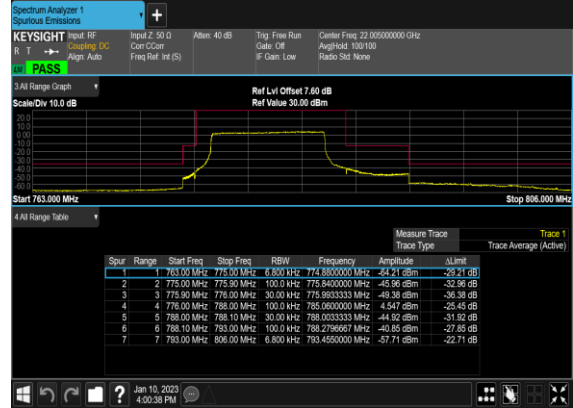 Spectrum Analyzer 1
Spurious Emissions
KEYSIGHT Input: RF Input Z: 50 Ω Atten: 40 dB Trig: Free Run Center Freq: 22.005000000 GHz
R T Coupling: DC Corr CCorr Gate: Off Avg|Hold: 100/100
Align: Auto Freq Ref: Int (S) IF Gain: Low Radio Std: None
PASS
3 All Range Graph
Ref Lvl Offset 7.60 dB
Scale/Div 10.0 dB Ref Value 30.00 dBm
20.0
10.0
0.00
-10.0
-20.0
-30.0
-40.0
-50.0
-60.0
Start 763.000 MHz Stop 806.000 MHz
4 All Range Table
Measure Trace Trace 1
Trace Type Trace Average (Active)
Spur Range Start Freq Stop Freq RBW Frequency Amplitude ΔLimit
1 1 763.00 MHz 775.00 MHz 6.800 kHz 774.8800000 MHz -64.21 dBm -29.21 dB
2 2 775.00 MHz 775.90 MHz 100.0 kHz 775.8400000 MHz -45.96 dBm -32.96 dB
3 3 775.90 MHz 776.00 MHz 30.00 kHz 775.9933333 MHz -49.38 dBm -36.38 dB
4 4 776.00 MHz 788.00 MHz 100.0 kHz 785.0600000 MHz 4.547 dBm -25.45 dB
5 5 788.00 MHz 788.10 MHz 30.00 kHz 788.0033333 MHz -44.92 dBm -31.92 dB
6 6 788.10 MHz 793.00 MHz 100.0 kHz 788.2796667 MHz -40.85 dBm -27.85 dB
7 7 793.00 MHz 806.00 MHz 6.800 kHz 793.4550000 MHz -57.71 dBm -22.71 dB
? Jan 10, 2023
4:00:38 PM